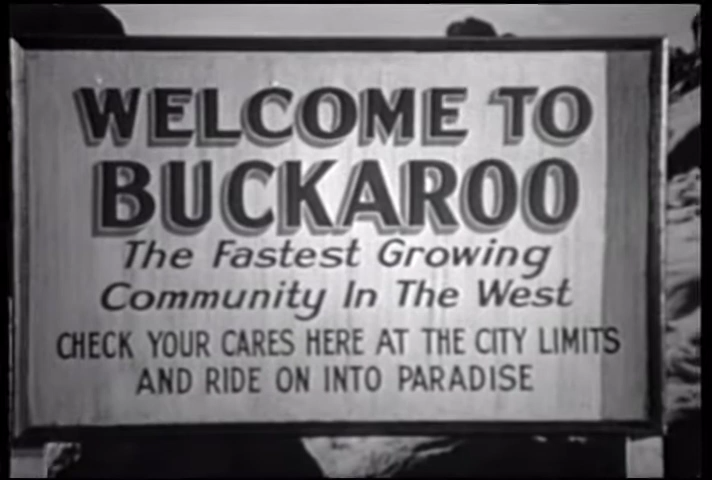 WELCOME TO
BUCKAROO
The Fastest Growing
Community In The West
CHECK YOUR CARES HERE AT THE CITY LIMITS
AND RIDE ON INTO PARADISE